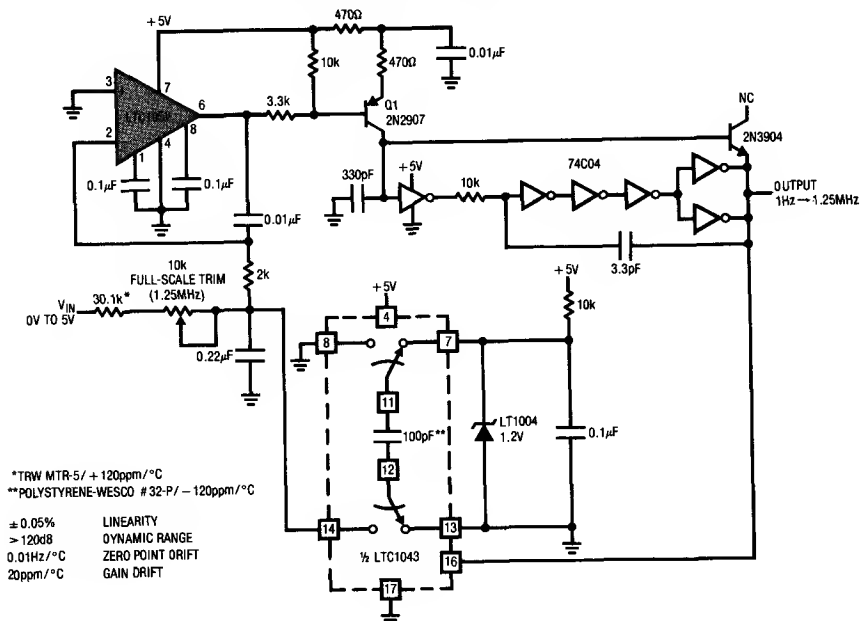 +5V
470Ω
10k
470Ω
0.01µF
3
7
6
2
8
1
4
3.3k
Q1
2N2907
NC
2N3904
0.1µF
0.1µF
330pF
+5V
10k
74C04
OUTPUT
1Hz→1.25MHz
0.01µF
3.3pF
10k
FULL-SCALE TRIM
(1.25MHz)
2k
VIN
0V TO 5V
30.1k*
0.22µF
+5V
4
8
7
+5V
10k
11
100pF**
12
LT1004
1.2V
0.1µF
14
13
½ LTC1043
16
17
*TRW MTR-5/+120ppm/°C
**POLYSTYRENE-WESCO #32-P/−120ppm/°C
±0.05% LINEARITY
>120dB DYNAMIC RANGE
0.01Hz/°C ZERO POINT DRIFT
20ppm/°C GAIN DRIFT